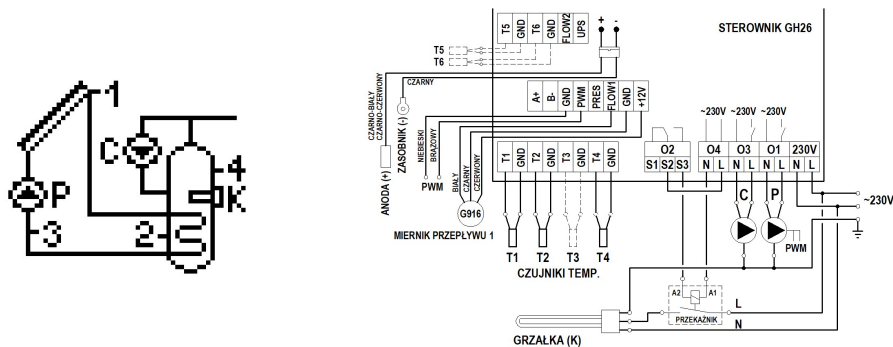 1
C
4
P
K
3
2
STEROWNIK GH26
T5 GND T6 GND FLOW2 UPS
+ -
T5
T6
CZARNO-BIAŁY
CZARNO-CZERWONY
ZASOBNIK (-)
CZARNY
A+ B- GND PWM PRES FLOW1 GND +12V
~230V ~230V ~230V
O2 O4 O3 O1 230V
S1 S2 S3 N L N L N L N L
NIEBIESKI
BRĄZOWY
BIAŁY
CZARNY
CZERWONY
T1 GND T2 GND T3 GND T4 GND
ANODA (+)
PWM
G916
MIERNIK PRZEPŁYWU 1
C P
~230V
PWM
T1 T2 T3 T4
CZUJNIKI TEMP.
A2 A1
PRZEKAŹNIK
L
N
GRZAŁKA (K)